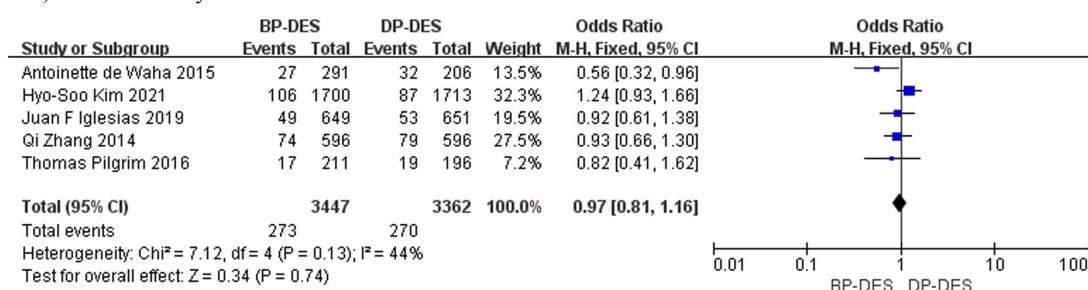 BP-DES DP-DES Odds Ratio Odds Ratio
Study or Subgroup Events Total Events Total Weight M-H, Fixed, 95% CI M-H, Fixed, 95% CI
Antoinette de Waha 2015 27 291 32 206 13.5% 0.56 [0.32, 0.96]
Hyo-Soo Kim 2021 106 1700 87 1713 32.3% 1.24 [0.93, 1.66]
Juan F Iglesias 2019 49 649 53 651 19.5% 0.92 [0.61, 1.38]
Qi Zhang 2014 74 596 79 596 27.5% 0.93 [0.66, 1.30]
Thomas Pilgrim 2016 17 211 19 196 7.2% 0.82 [0.41, 1.62]
Total (95% CI) 3447 3362 100.0% 0.97 [0.81, 1.16]
Total events 273 270
Heterogeneity: Chi² = 7.12, df = 4 (P = 0.13); I² = 44%
Test for overall effect: Z = 0.34 (P = 0.74)
0.01 0.1 1 10 100
BP-DES DP-DES